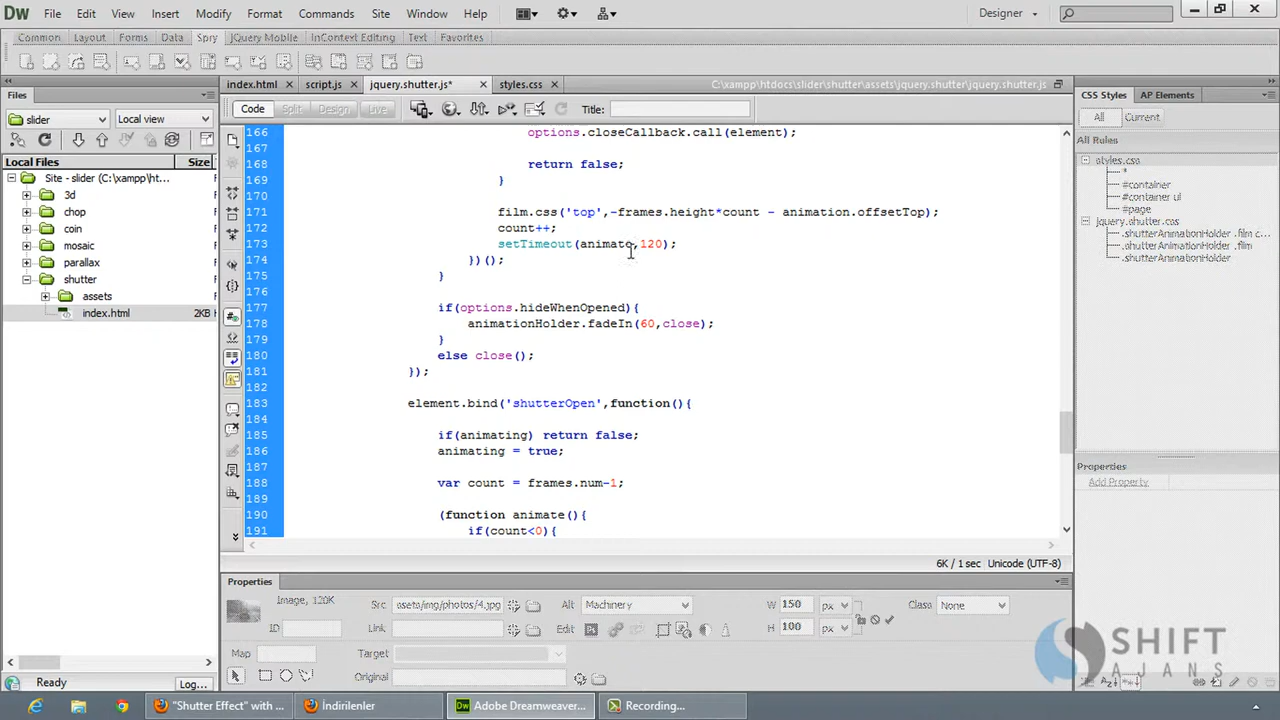 Dw File Edit View Insert Modify Format Commands Site Window Help Designer
Common Layout Forms Data Spry jQuery Mobile InContext Editing Text Favorites
Files
index.html script.js jquery.shutter.js* styles.css C:\xampp\htdocs\slider\shutter\assets\jquery.shutter\jquery.shutter.js
CSS Styles AP Elements
slider Local view
Code Split Design Live Title:
All Current
All Rules
Local Files Size
Site - slider (C:\xampp\ht... F
3d F
chop F
coin F
mosaic F
parallax F
shutter F
assets F
index.html 2KB F
166 options.closeCallback.call(element);
167
168 return false;
169 }
170
171 film.css('top',-frames.height*count - animation.offsetTop);
172 count++;
173 setTimeout(animate,120);
174 })();
175 }
176
177 if(options.hideWhenOpened){
178 animationHolder.fadeIn(60,close);
179 }
180 else close();
181 });
182
183 element.bind('shutterOpen',function(){
184
185 if(animating) return false;
186 animating = true;
187
188 var count = frames.num-1;
189
190 (function animate(){
191 if(count<0){
styles.css
*
#container
#container ul
#page
jquery.shutter.css
.shutterAnimationHolder .film c...
.shutterAnimationHolder .film
.shutterAnimationHolder
Properties
Add Property
6K / 1 sec Unicode (UTF-8)
Properties
Image, 120K Src assets/img/photos/4.jpg Alt Machinery W 150 px Class None
ID Link Edit H 100 px
Map Target
Original
Ready Log...
SHIFT
AJANS
"Shutter Effect" with ... İndirilenler Adobe Dreamweaver... Recording...